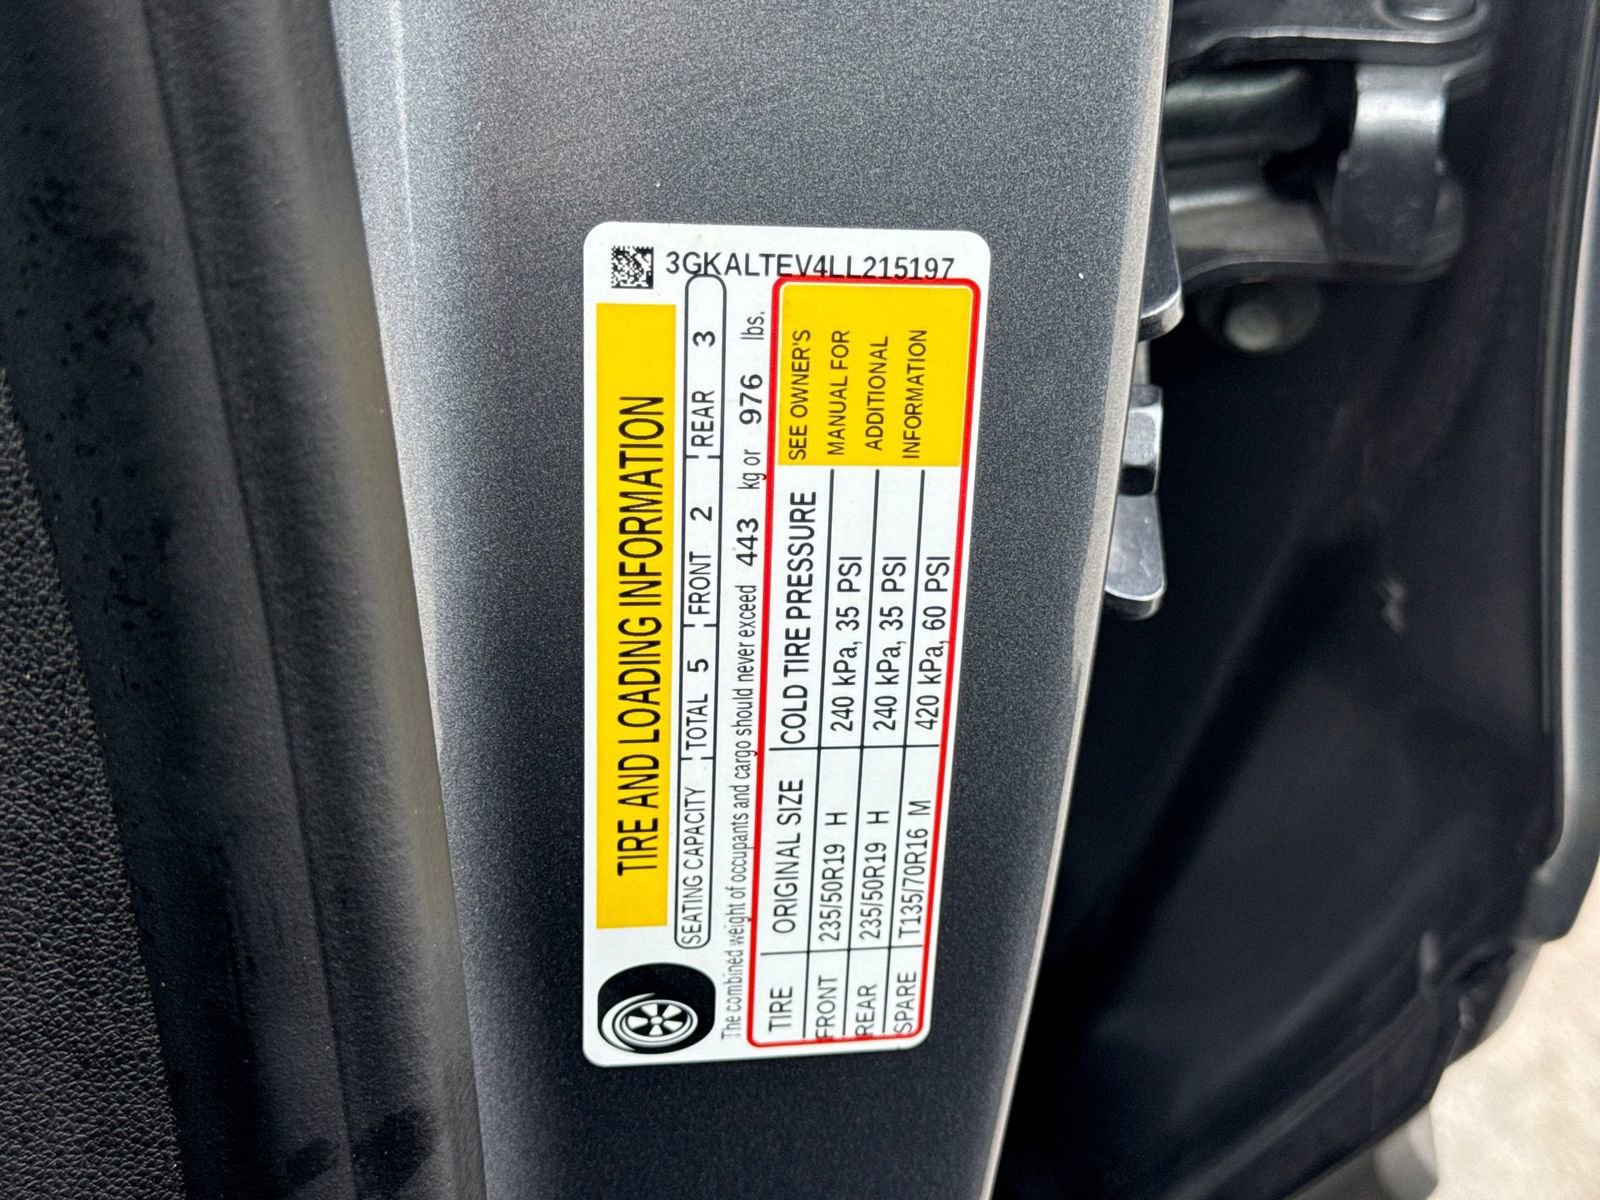 3GKALTEV4LL215197
TIRE AND LOADING INFORMATION
SEATING CAPACITY TOTAL 5 FRONT 2 REAR 3
The combined weight of occupants and cargo should never exceed 443 kg or 976 lbs.
TIRE ORIGINAL SIZE COLD TIRE PRESSURE
FRONT 235/50R19 H 240 kPa, 35 PSI
REAR 235/50R19 H 240 kPa, 35 PSI
SPARE T135/70R16 M 420 kPa, 60 PSI
SEE OWNER'S
MANUAL FOR
ADDITIONAL
INFORMATION